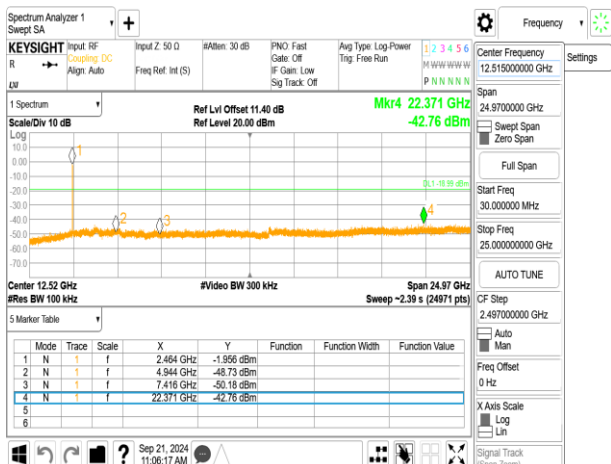 Spectrum Analyzer 1
Swept SA
Frequency
KEYSIGHT
R
Input: RF
Coupling: DC
Align: Auto
Input Z: 50 Ω
Freq Ref: Int (S)
#Atten: 30 dB
PNO: Fast
Gate: Off
IF Gain: Low
Sig Track: Off
Avg Type: Log-Power
Trig: Free Run
1 2 3 4 5 6
M W W W W W
P N N N N N
1 Spectrum
Scale/Div 10 dB
Ref Lvl Offset 11.40 dB
Ref Level 20.00 dBm
Mkr4 22.371 GHz
-42.76 dBm
Log
10.0
0.00
-10.0
-20.0
-30.0
-40.0
-50.0
-60.0
-70.0
1
2
3
4
DL1 -18.99 dBm
Center 12.52 GHz
#Res BW 100 kHz
#Video BW 300 kHz
Span 24.97 GHz
Sweep ~2.39 s (24971 pts)
5 Marker Table
Mode Trace Scale X Y Function Function Width Function Value
1 N 1 f 2.464 GHz -1.956 dBm
2 N 1 f 4.944 GHz -48.73 dBm
3 N 1 f 7.416 GHz -50.18 dBm
4 N 1 f 22.371 GHz -42.76 dBm
5
6
Sep 21, 2024
11:06:17 AM
Settings
Center Frequency
12.515000000 GHz
Span
24.9700000 GHz
Swept Span
Zero Span
Full Span
Start Freq
30.000000 MHz
Stop Freq
25.000000000 GHz
AUTO TUNE
CF Step
2.497000000 GHz
Auto
Man
Freq Offset
0 Hz
X Axis Scale
Log
Lin
Signal Track
(Span Zoom)